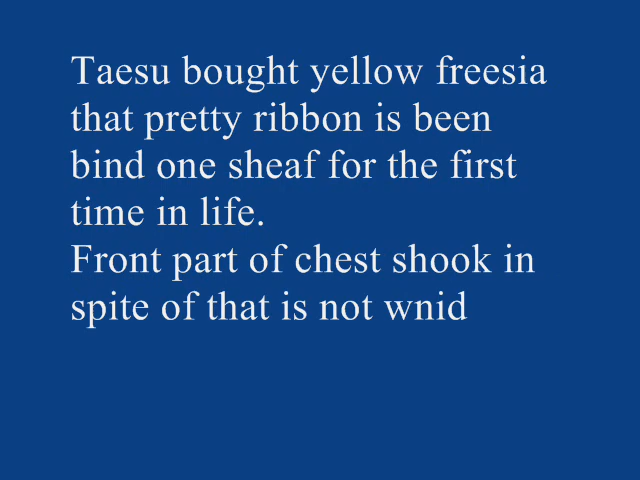 Taesu bought yellow freesia
that pretty ribbon is been
bind one sheaf for the first
time in life.
Front part of chest shook in
spite of that is not wnid